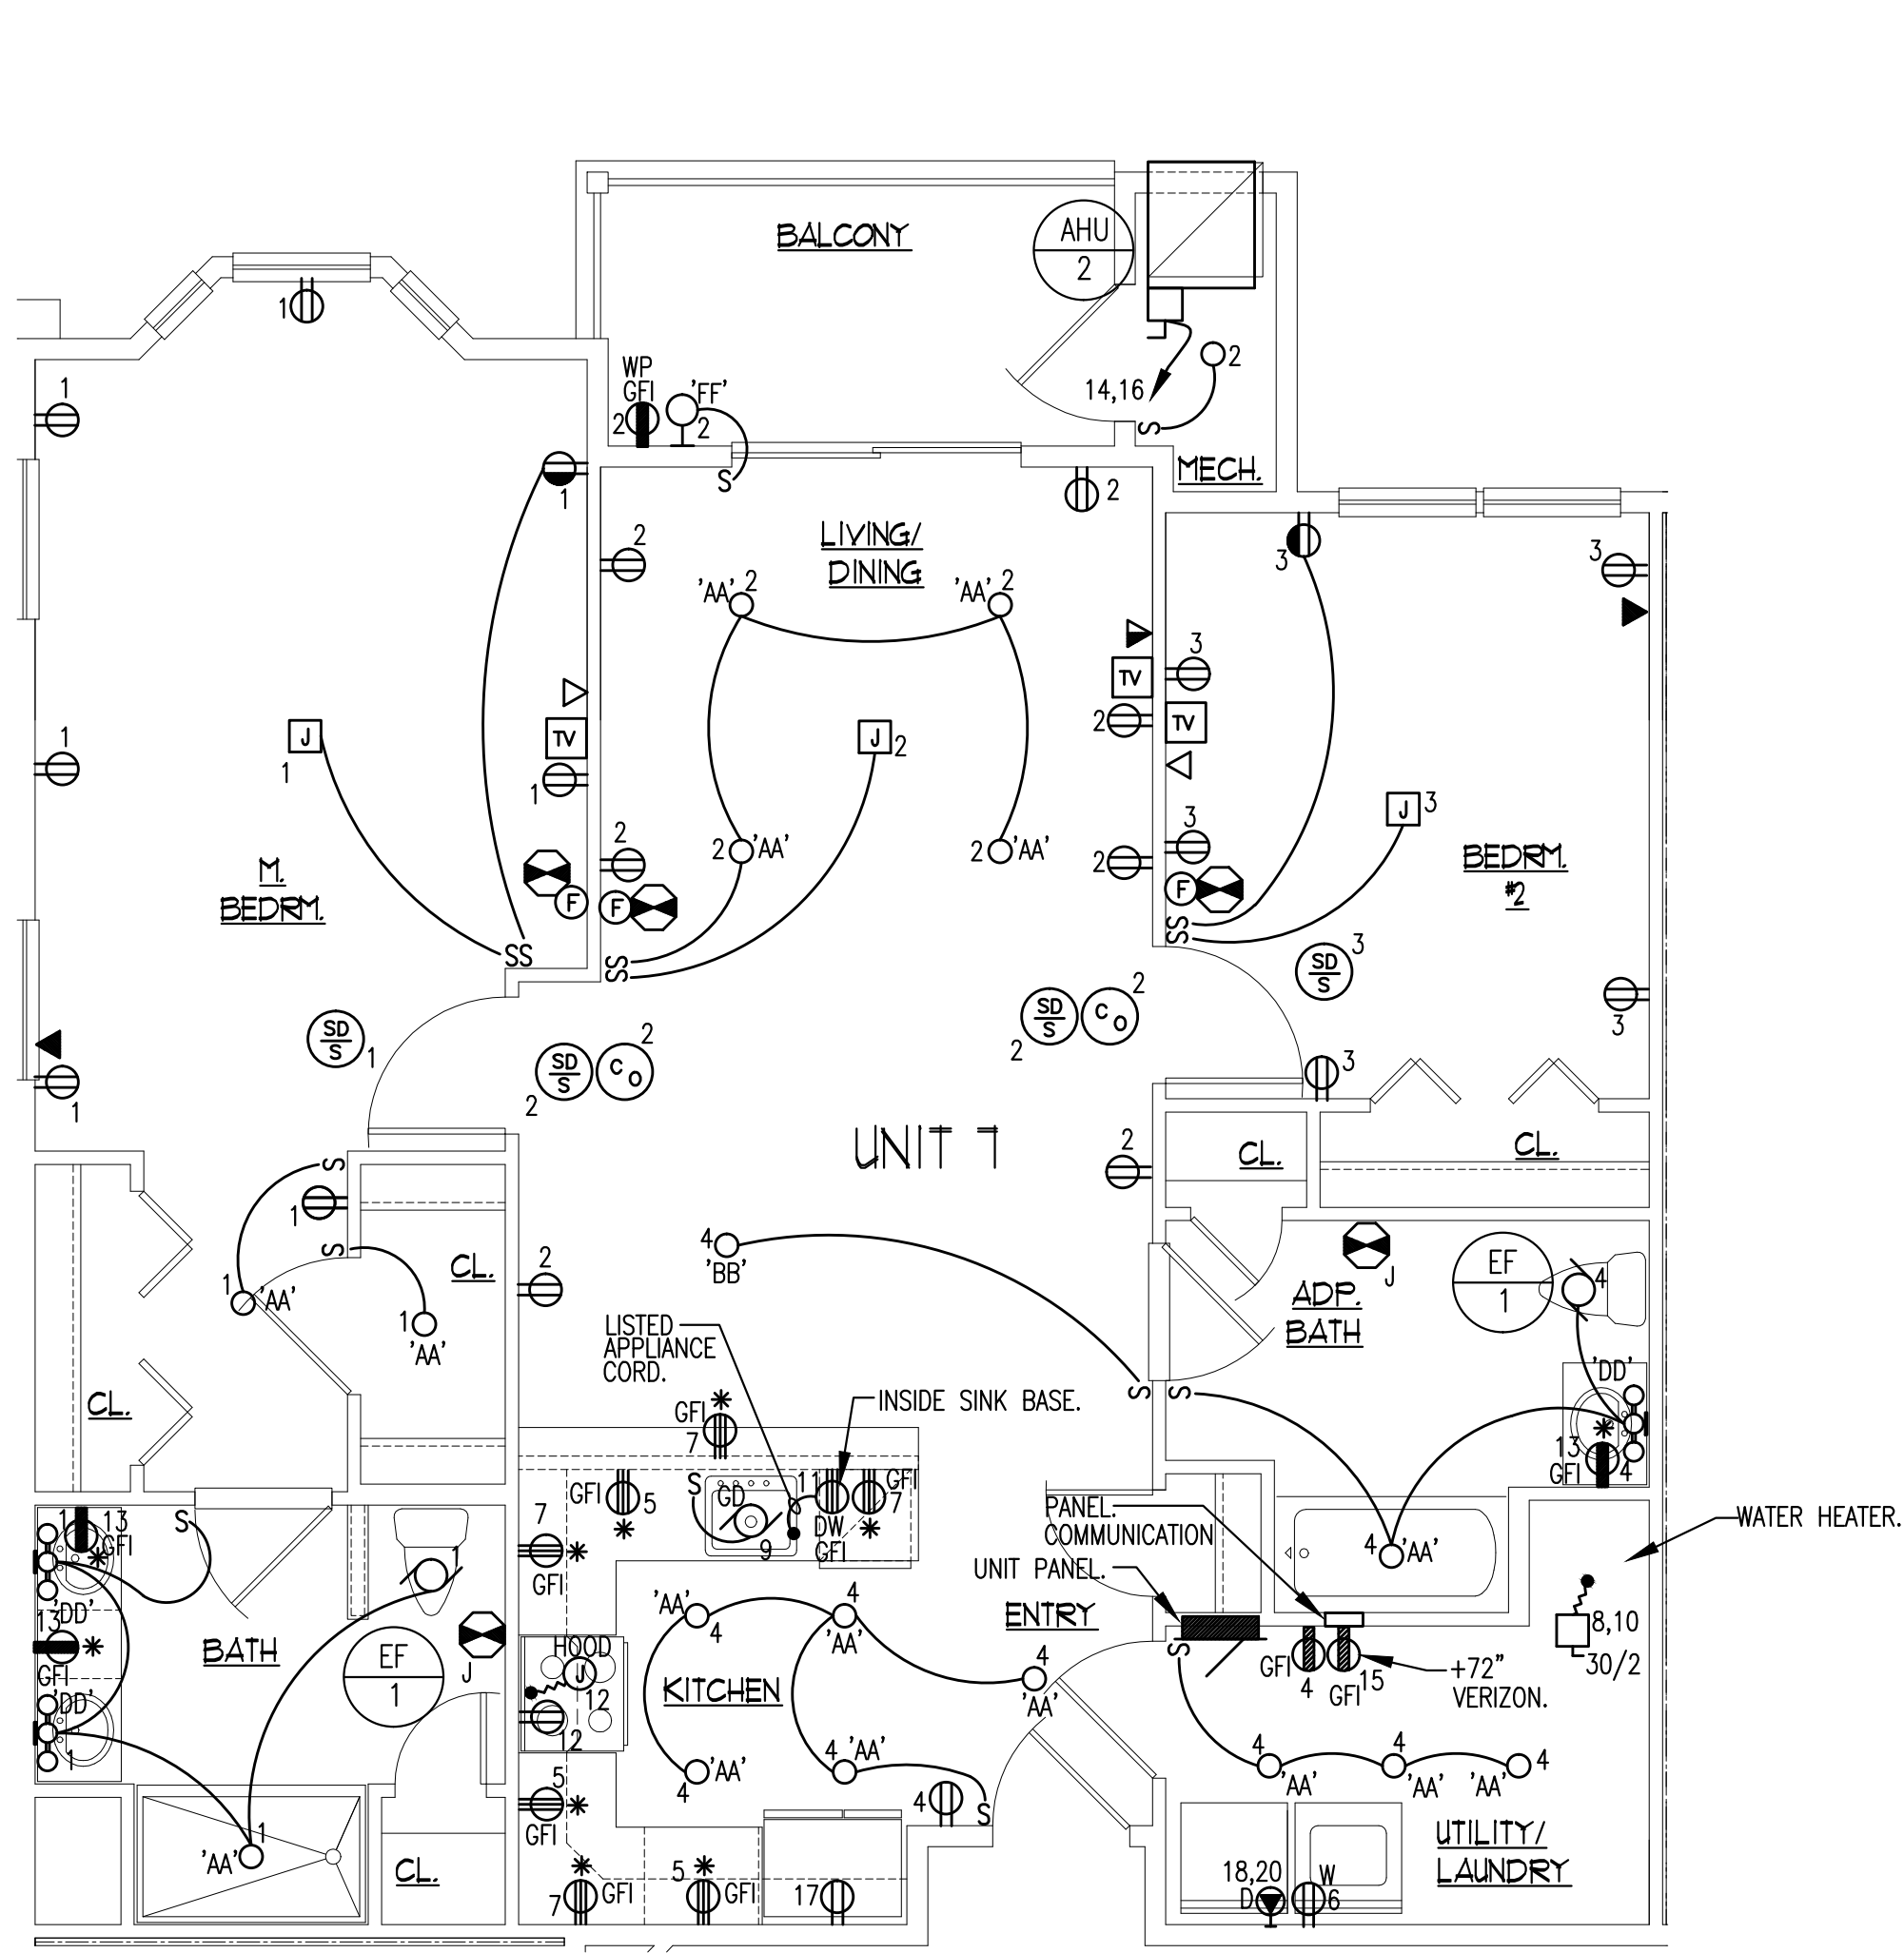 BALCONY
AHU
2
1
WP
GFI
2
'FF'
2
14,16
2
S
1
S
MECH.
1
2
2
LIVING/
DINING
3
3
'AA'
2
'AA'
2
3
TV
1
J
1
TV
1
J
2
2
TV
J
3
2
2
'AA'
2
'AA'
2
3
M.
BEDRM.
F
F
F
BEDRM.
#2
SS
SS
SS
SD
S
1
SD
S
2
CO
2
SD
S
2
CO
2
SD
S
3
3
3
1
UNIT 1
2
CL.
CL.
S
1
S
CL.
2
4
'BB'
J
EF
1
4
ADP.
BATH
1
'AA'
1
'AA'
LISTED
APPLIANCE
CORD.
'DD'
CL.
GFI
7
INSIDE SINK BASE.
S
S
13
GFI
4
GFI
5
S
GD
9
11
DW
GFI
GFI
7
PANEL.
COMMUNICATION
WATER HEATER.
1
13
GFI
S
7
GFI
UNIT PANEL.
4
'AA'
1
'DD'
13
GFI
'DD'
1
BATH
EF
1
J
HOOD
J
12
12
'AA'
4
4
'AA'
ENTRY
4
'AA'
KITCHEN
S
GFI
4
GFI
15
+72"
VERIZON.
8,10
30/2
4
'AA'
4
'AA'
4
'AA'
4
'AA'
'AA'
4
5
GFI
4
S
1
'AA'
CL.
7
GFI
5
GFI
17
18,20
D
W
6
UTILITY/
LAUNDRY